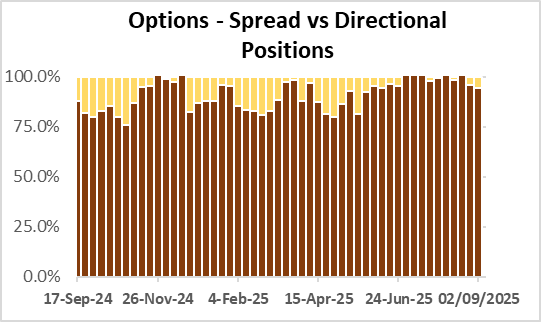 Options - Spread vs Directional
Positions
100.0%
75.0%
50.0%
25.0%
0.0%
17-Sep-24 26-Nov-24 4-Feb-25 15-Apr-25 24-Jun-25 02/09/2025